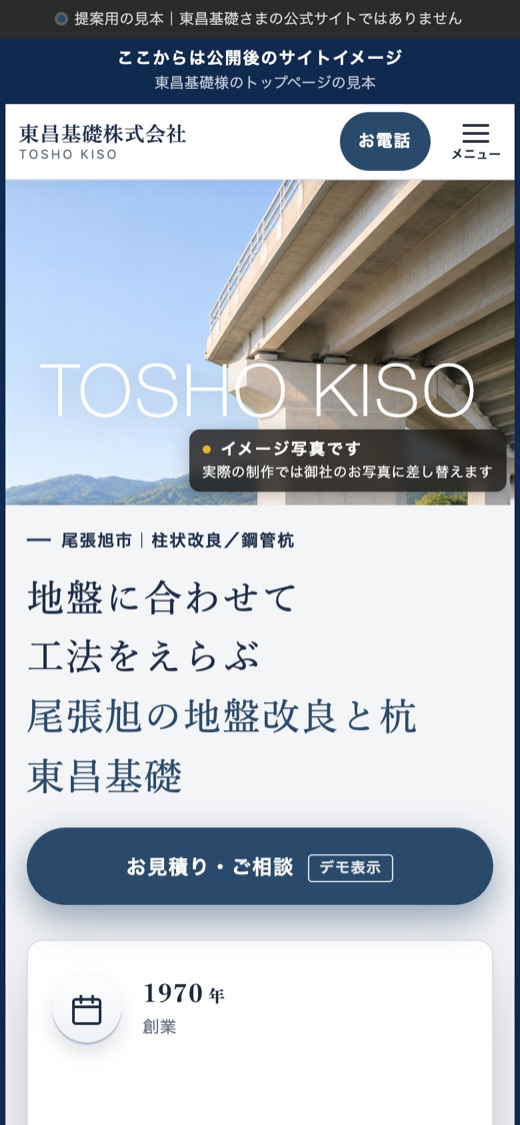 提案用の見本｜東昌基礎さまの公式サイトではありません
ここからは公開後のサイトイメージ
東昌基礎様のトップページの見本
東昌基礎株式会社
TOSHO KISO
お電話
メニュー
TOSHO KISO
イメージ写真です
実際の制作では御社のお写真に差し替えます
尾張旭市｜柱状改良／鋼管杭
地盤に合わせて
工法をえらぶ
尾張旭の地盤改良と杭
東昌基礎
お見積り・ご相談 デモ表示
1970年
創業